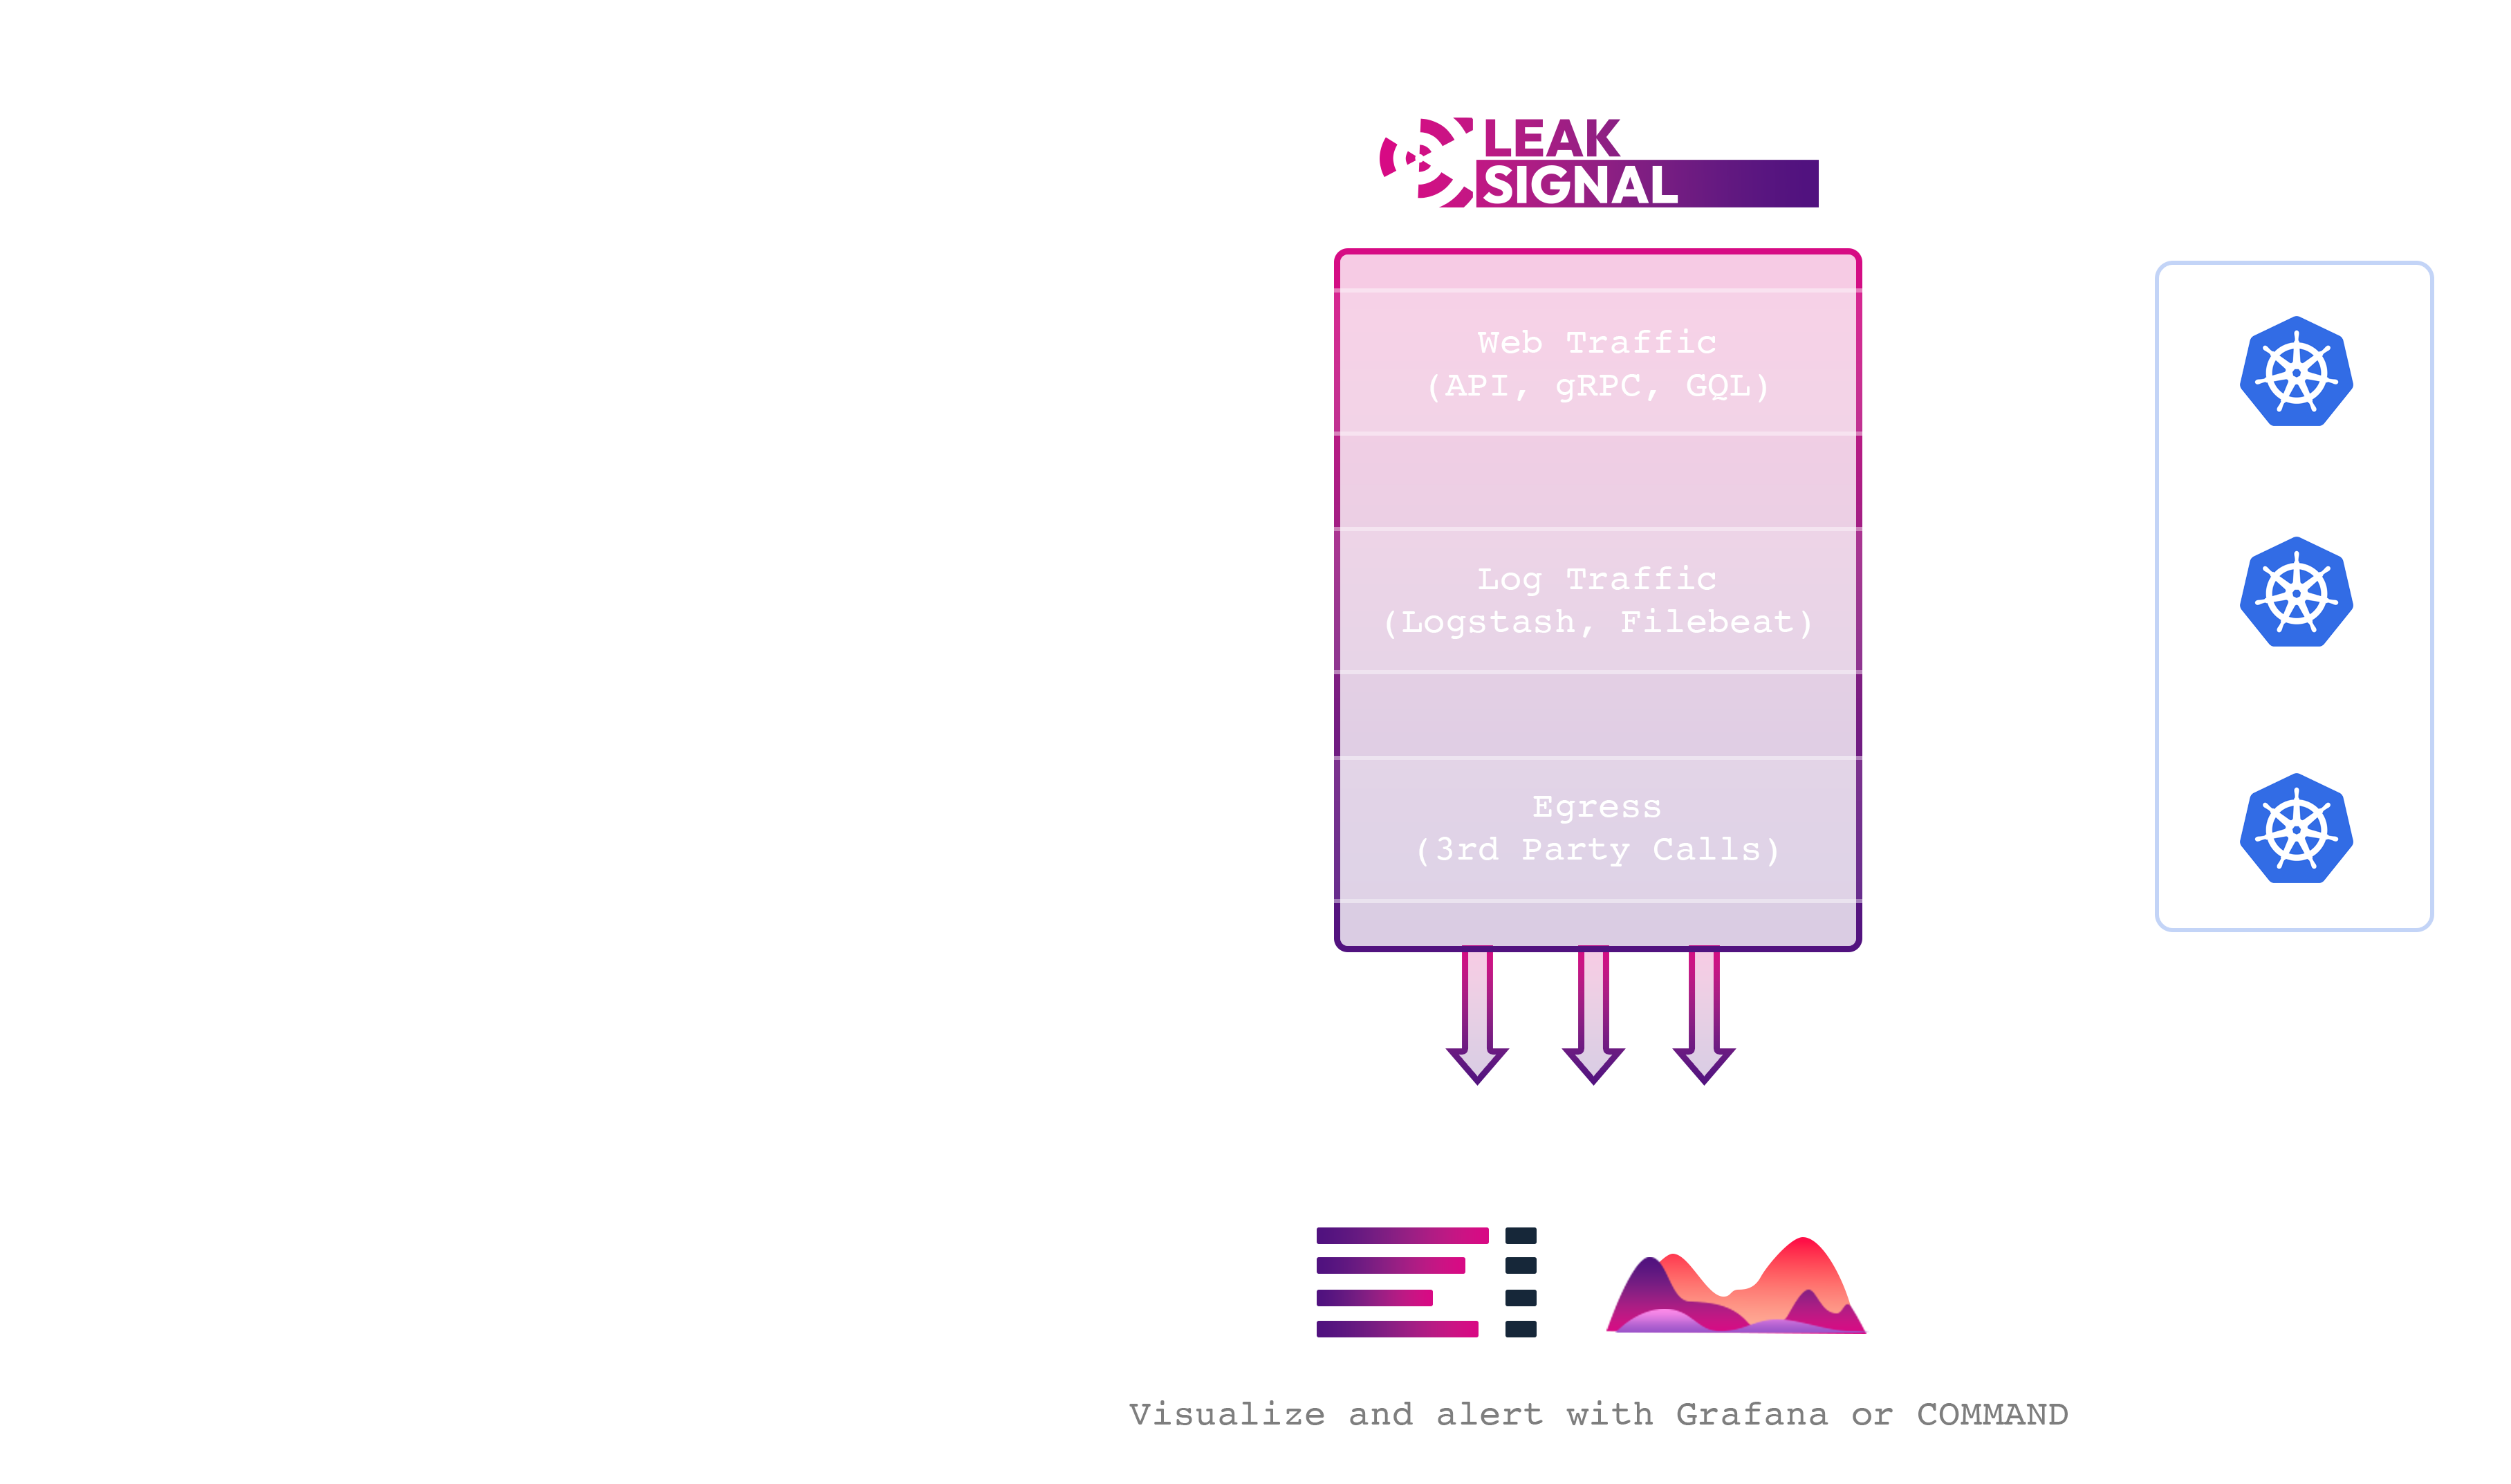 LEAK
SIGNAL
Web Traffic
(API, gRPC, GQL)
Log Traffic
(Logstash, Filebeat)
Egress
(3rd Party Calls)
Visualize and alert with Grafana or COMMAND